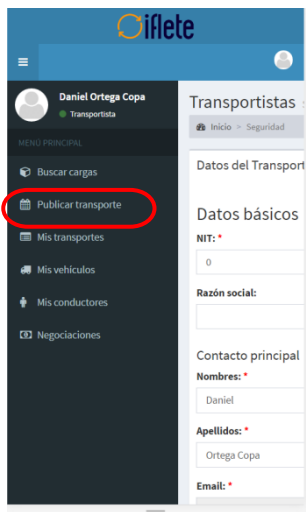 iflete
Daniel Ortega Copa
Transportista
MENÚ PRINCIPAL
Buscar cargas
Publicar transporte
Mis transportes
Mis vehículos
Mis conductores
Negociaciones
Transportistas
Inicio > Seguridad
Datos del Transport
Datos básicos
NIT: *
0
Razón social:
Contacto principal
Nombres: *
Daniel
Apellidos: *
Ortega Copa
Email: *